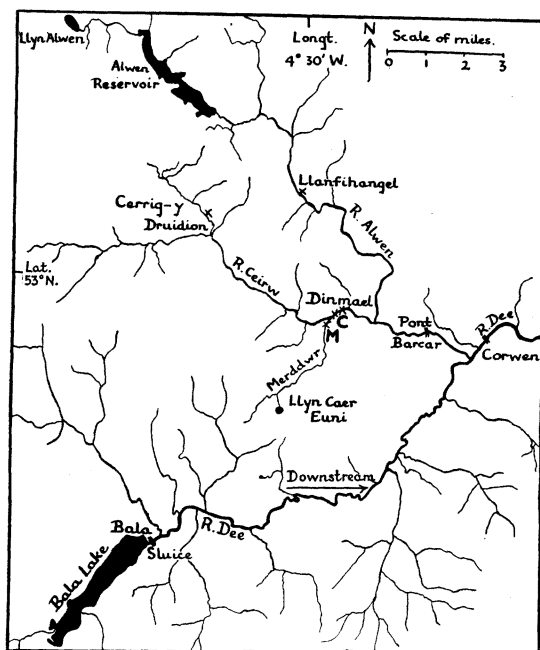 Llyn Alwen
Alwen
Reservoir
Longt.
4° 30' W.
N
Scale of miles.
0 1 2 3
Llanfihangel
Cerrig-y
Druidion
R. Alwen
Lat.
53°N.
R. Ceirw
Dinmael
C
M
Pont
Barcar
R. Dee
Corwen
Merddwr
Llyn Caer
Euni
Downstream
Bala
Sluice
R. Dee
Bala Lake